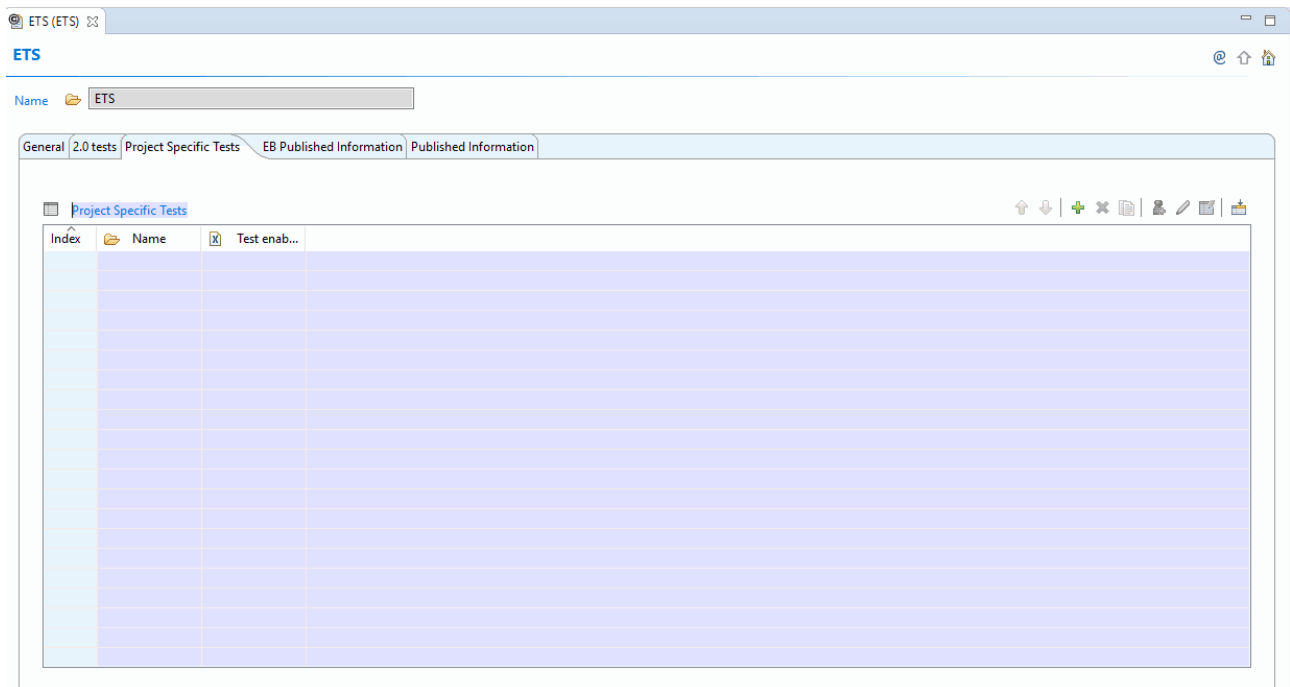 ETS (ETS)
ETS
Name ETS
General 2.0 tests Project Specific Tests EB Published Information Published Information
Project Specific Tests
Index Name Test enab...